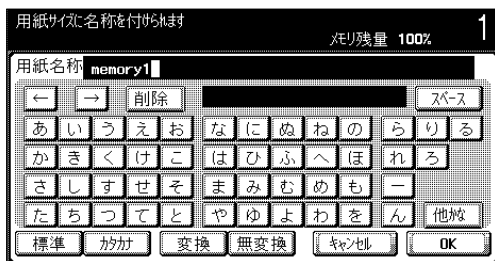 用紙サイズに名称を付けられます
メモリ残量 100% 1
用紙名称 memory1
← → 削除 スペース
あ い う え お な に ぬ ね の ら り る
か き く け こ は ひ ふ へ ほ れ ろ
さ し す せ そ ま み む め も ー
た ち つ て と や ゆ よ わ を ん 他かな
標準 カタカナ 変換 無変換 キャンセル OK